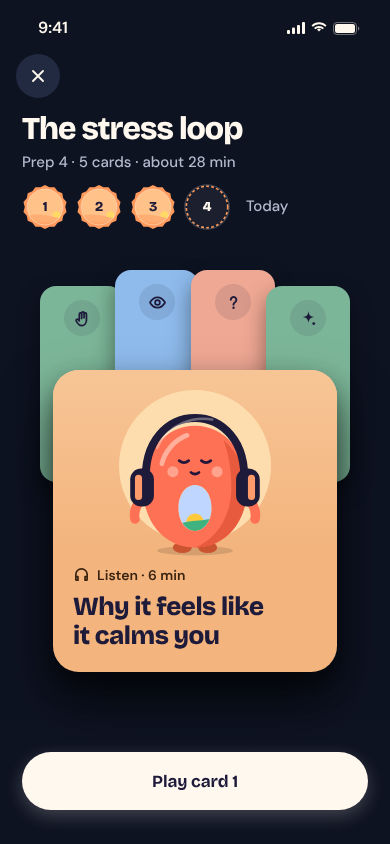 9:41
The stress loop
Prep 4 · 5 cards · about 28 min
1 2 3 4 Today
?
Listen · 6 min
Why it feels like
it calms you
Play card 1